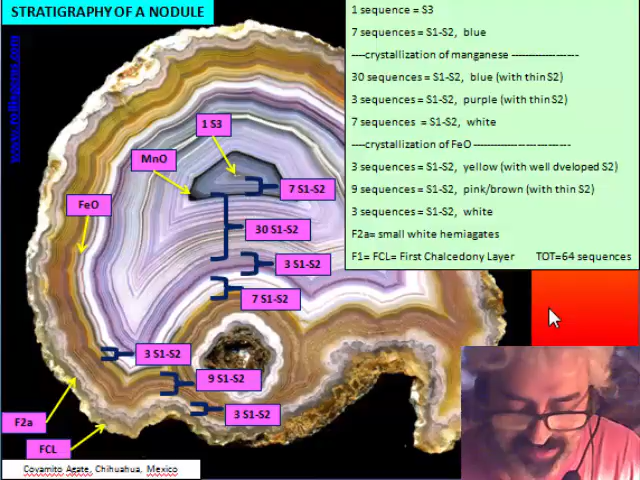 STRATIGRAPHY OF A NODULE
1 sequence = S3
7 sequences = S1-S2, blue
----crystallization of manganese --------------------
30 sequences = S1-S2, blue (with thin S2)
3 sequences = S1-S2, purple (with thin S2)
7 sequences = S1-S2, white
----crystallization of FeO -----------------------------
3 sequences = S1-S2, yellow (with well dveloped S2)
9 sequences = S1-S2, pink/brown (with thin S2)
3 sequences = S1-S2, white
F2a= small white hemiagates
F1= FCL= First Chalcedony Layer TOT=64 sequences
1 S3
MnO
7 S1-S2
FeO
30 S1-S2
3 S1-S2
7 S1-S2
3 S1-S2
9 S1-S2
3 S1-S2
F2a
FCL
Coyamito Agate, Chihuahua, Mexico